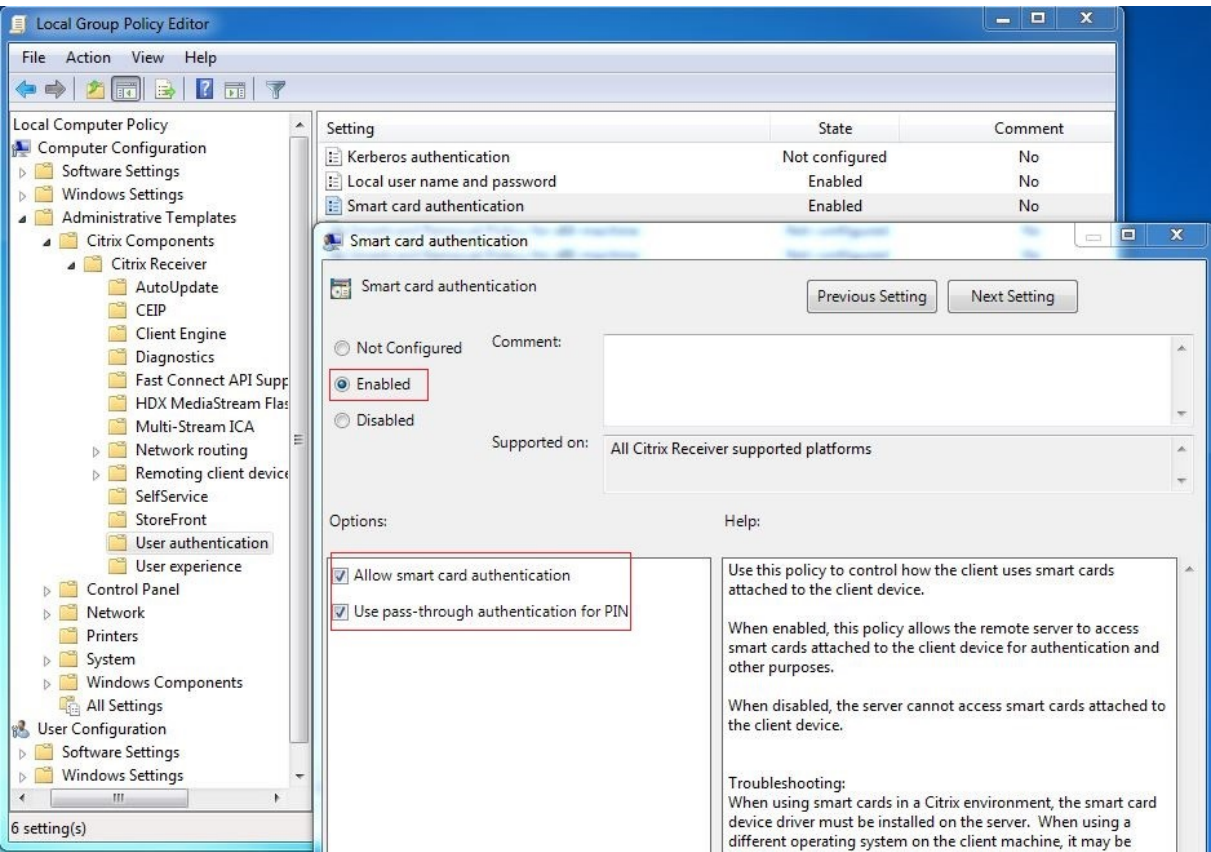 Local Group Policy Editor
File Action View Help
Local Computer Policy
Computer Configuration
Software Settings
Windows Settings
Administrative Templates
Citrix Components
Citrix Receiver
AutoUpdate
CEIP
Client Engine
Diagnostics
Fast Connect API Supp
HDX MediaStream Flas
Multi-Stream ICA
Network routing
Remoting client device
SelfService
StoreFront
User authentication
User experience
Control Panel
Network
Printers
System
Windows Components
All Settings
User Configuration
Software Settings
Windows Settings
6 setting(s)
Setting State Comment
Kerberos authentication Not configured No
Local user name and password Enabled No
Smart card authentication Enabled No
Smart card authentication
Smart card authentication
Previous Setting Next Setting
Not Configured
Enabled
Disabled
Comment:
Supported on: All Citrix Receiver supported platforms
Options:
Allow smart card authentication
Use pass-through authentication for PIN
Help:
Use this policy to control how the client uses smart cards
attached to the client device.
When enabled, this policy allows the remote server to access
smart cards attached to the client device for authentication and
other purposes.
When disabled, the server cannot access smart cards attached to
the client device.
Troubleshooting:
When using smart cards in a Citrix environment, the smart card
device driver must be installed on the server. When using a
different operating system on the client machine, it may be